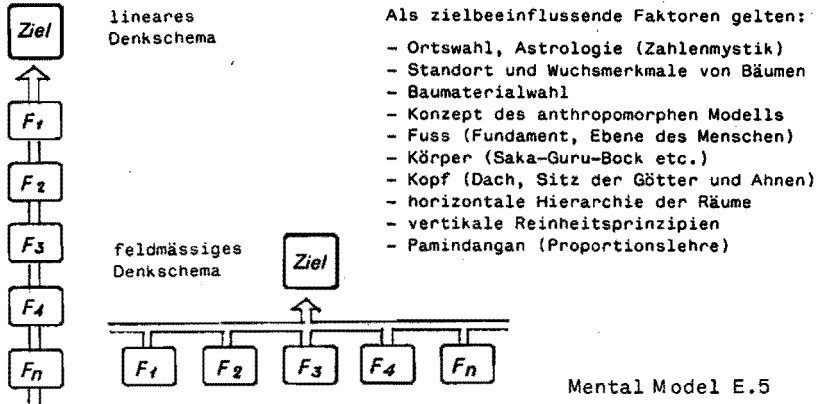 Ziel
F1
F2
F3
F4
Fn
lineares
Denkschema
Als zielbeeinflussende Faktoren gelten:
- Ortswahl, Astrologie (Zahlenmystik)
- Standort und Wuchsmerkmale von Bäumen
- Baumaterialwahl
- Konzept des anthropomorphen Modells
- Fuss (Fundament, Ebene des Menschen)
- Körper (Saka-Guru-Bock etc.)
- Kopf (Dach, Sitz der Götter und Ahnen)
- horizontale Hierarchie der Räume
- vertikale Reinheitsprinzipien
- Pamindangan (Proportionslehre)
feldmässiges
Denkschema
Ziel
F1 F2 F3 F4 Fn
Mental Model E.5